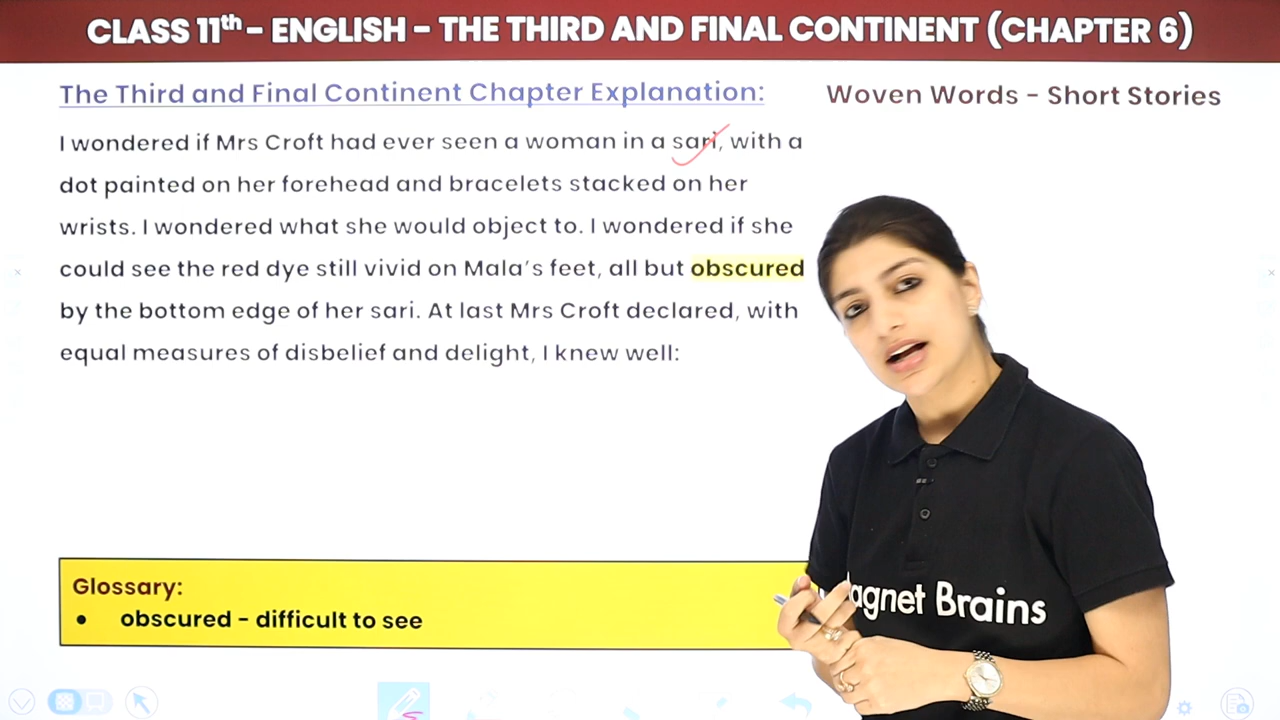 CLASS 11th - ENGLISH - THE THIRD AND FINAL CONTINENT (CHAPTER 6)
The Third and Final Continent Chapter Explanation:
Woven Words - Short Stories
I wondered if Mrs Croft had ever seen a woman in a sari, with a
dot painted on her forehead and bracelets stacked on her
wrists. I wondered what she would object to. I wondered if she
could see the red dye still vivid on Mala's feet, all but obscured
by the bottom edge of her sari. At last Mrs Croft declared, with
equal measures of disbelief and delight, I knew well:
Glossary:
• obscured - difficult to see
agnet Brains